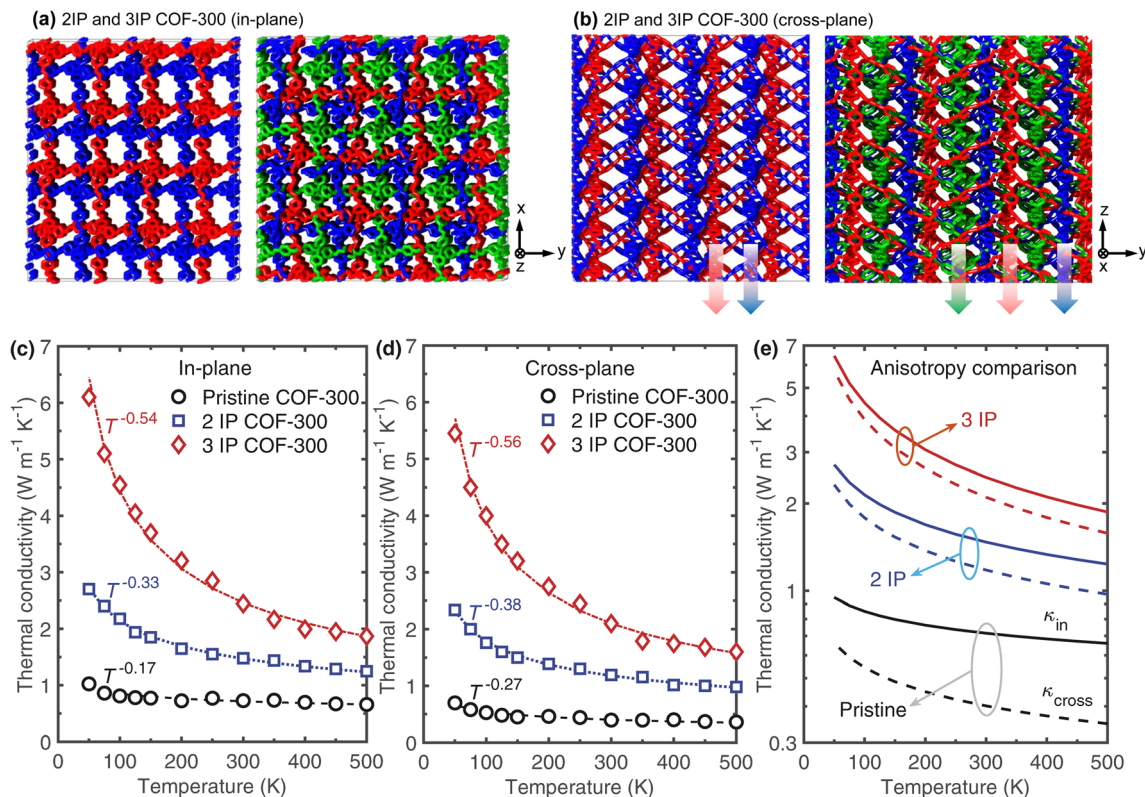 (a) 2IP and 3IP COF-300 (in-plane)
(b) 2IP and 3IP COF-300 (cross-plane)
x
y
z
z
y
x
(c)
In-plane
Pristine COF-300
2 IP COF-300
3 IP COF-300
T^-0.54
T^-0.33
T^-0.17
Thermal conductivity (W m^-1 K^-1)
7
6
5
4
3
2
1
0
0 100 200 300 400 500
Temperature (K)
(d)
Cross-plane
Pristine COF-300
2 IP COF-300
3 IP COF-300
T^-0.56
T^-0.38
T^-0.27
Thermal conductivity (W m^-1 K^-1)
7
6
5
4
3
2
1
0
0 100 200 300 400 500
Temperature (K)
(e)
Anisotropy comparison
3 IP
2 IP
Pristine
κ_in
κ_cross
Thermal conductivity (W m^-1 K^-1)
7
5
3
2
1
0.3
0 100 200 300 400 500
Temperature (K)